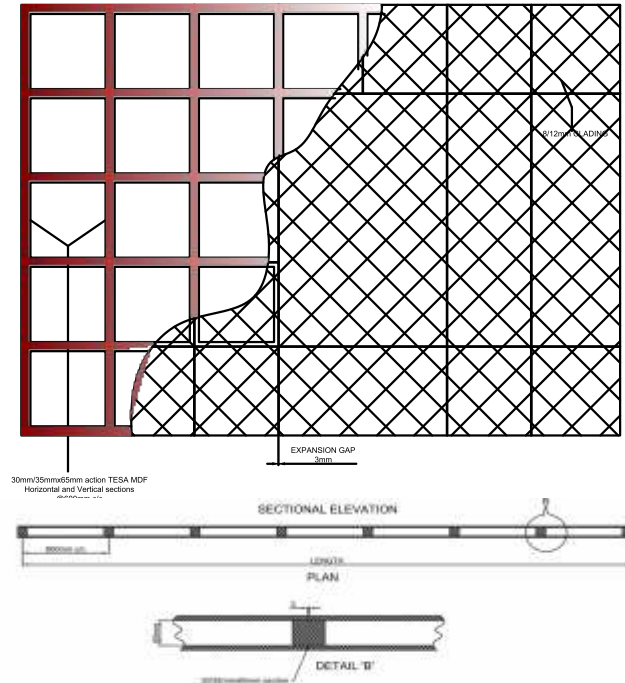 8/12mm CLADING
EXPANSION GAP
3mm
30mm/35mmx65mm action TESA MDF
Horizontal and Vertical sections
@600mm c/c
SECTIONAL ELEVATION
LENGTH
PLAN
DETAIL 'B'